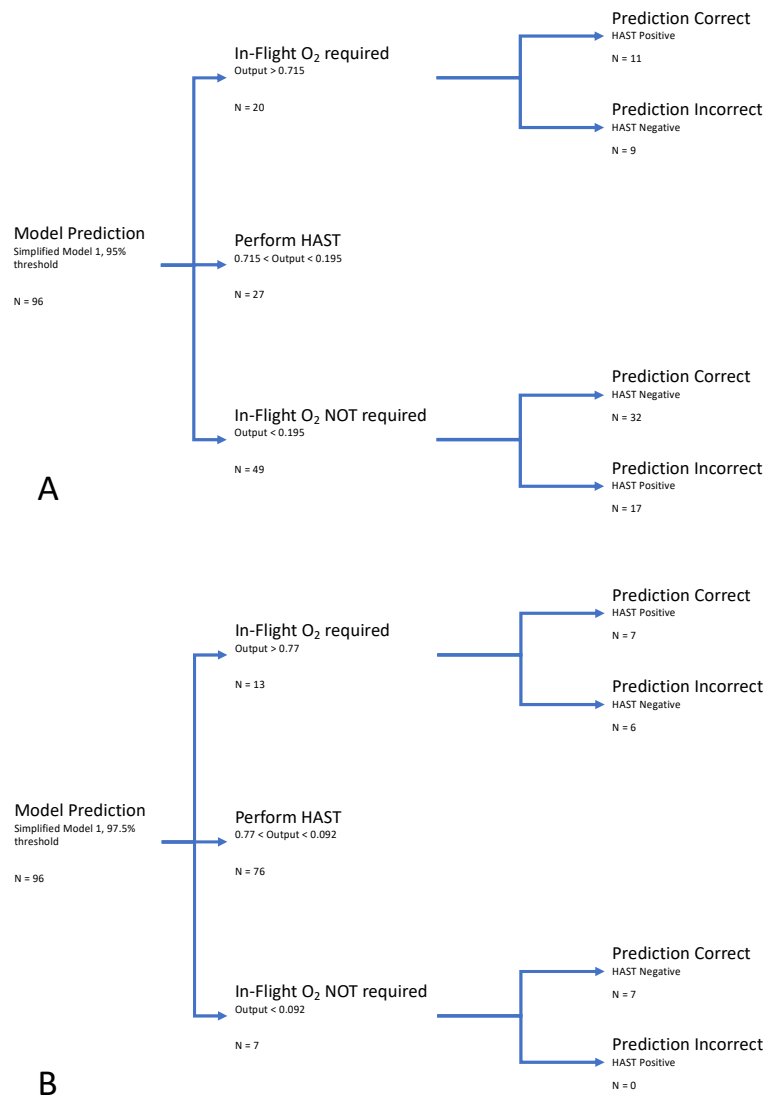 Prediction Correct
HAST Positive
N = 11
In-Flight O₂ required
Output > 0.715
N = 20
Prediction Incorrect
HAST Negative
N = 9
Model Prediction
Simplified Model 1, 95%
threshold
N = 96
Perform HAST
0.715 < Output < 0.195
N = 27
Prediction Correct
HAST Negative
N = 32
In-Flight O₂ NOT required
Output < 0.195
N = 49
Prediction Incorrect
HAST Positive
N = 17
A
Prediction Correct
HAST Positive
N = 7
In-Flight O₂ required
Output > 0.77
N = 13
Prediction Incorrect
HAST Negative
N = 6
Model Prediction
Simplified Model 1, 97.5%
threshold
N = 96
Perform HAST
0.77 < Output < 0.092
N = 76
Prediction Correct
HAST Negative
N = 7
In-Flight O₂ NOT required
Output < 0.092
N = 7
Prediction Incorrect
HAST Positive
N = 0
B